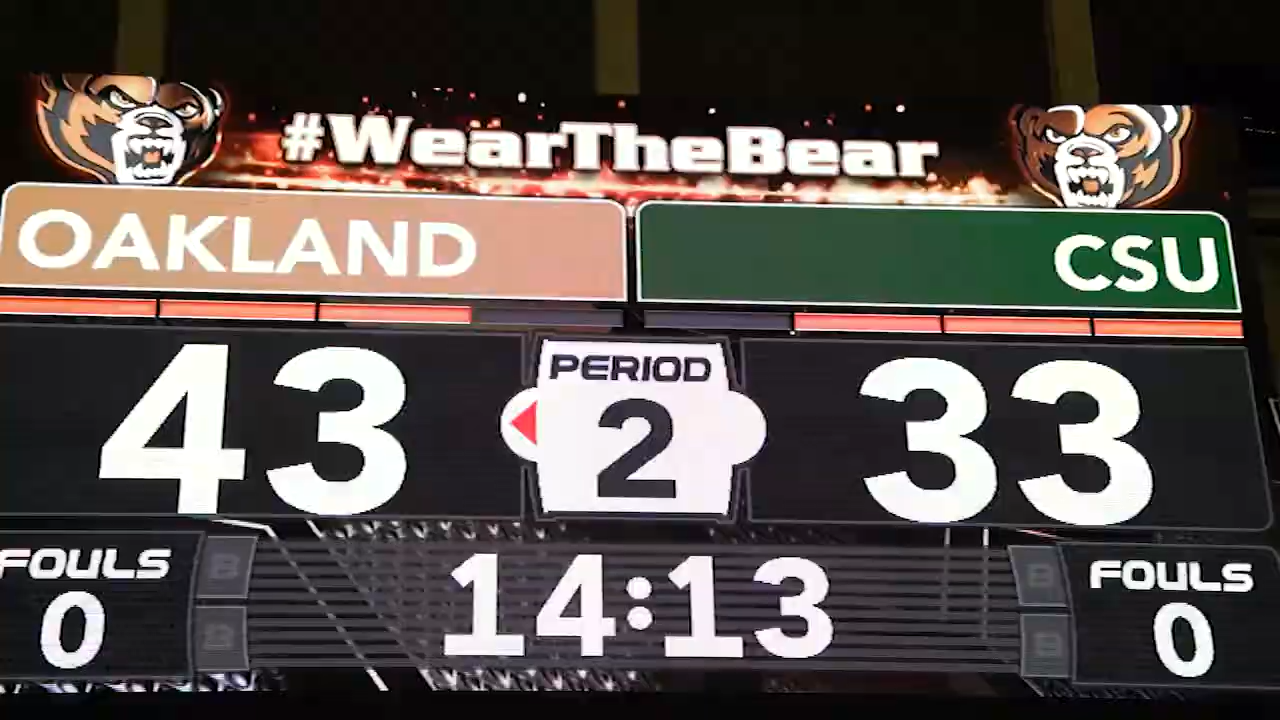 #WearTheBear
OAKLAND CSU
43 PERIOD 2 33
FOULS 0 14:13 FOULS 0
B B
B B